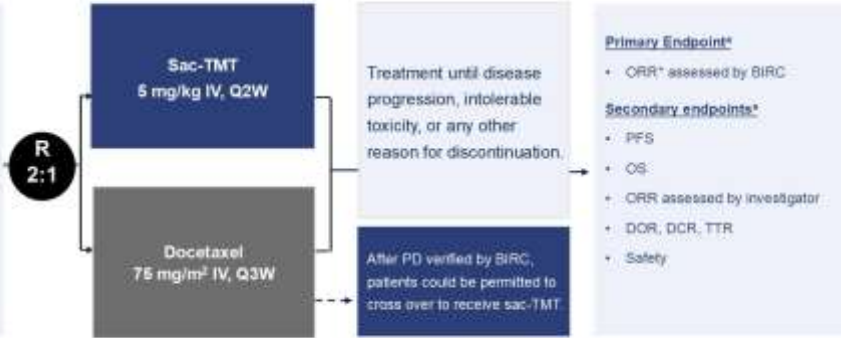 R
2:1
Sac-TMT
5 mg/kg IV, Q2W
Docetaxel
75 mg/m² IV, Q3W
Treatment until disease
progression, intolerable
toxicity, or any other
reason for discontinuation.
After PD verified by BIRC,
patients could be permitted to
cross over to receive sac-TMT
Primary Endpoint*
• ORR* assessed by BIRC
Secondary endpoints*
• PFS
• OS
• ORR assessed by investigator
• DOR, DCR, TTR
• Safety